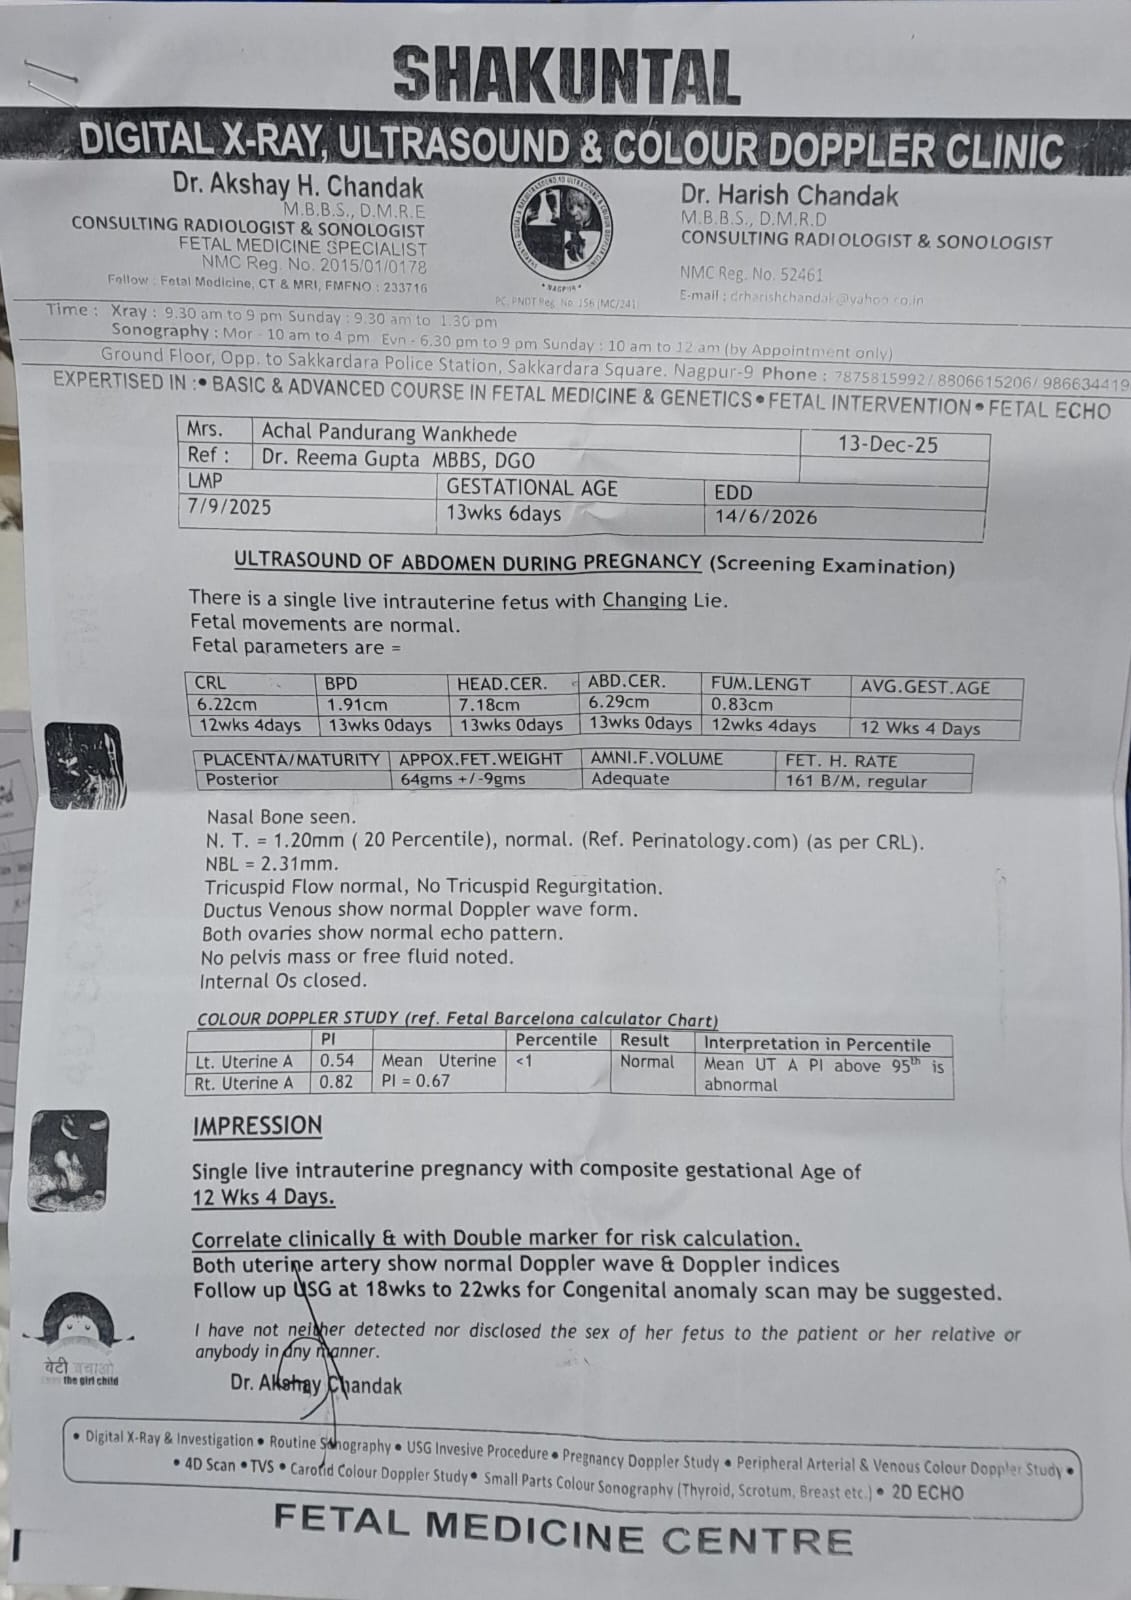 SHAKUNTAL
DIGITAL X-RAY, ULTRASOUND & COLOUR DOPPLER CLINIC
Dr. Akshay H. Chandak
M.B.B.S., D.M.R.E
CONSULTING RADIOLOGIST & SONOLOGIST
FETAL MEDICINE SPECIALIST
NMC Reg. No. 2015/01/0178
Follow : Fetal Medicine, CT & MRI, FMFNO : 233716
• NAGPUR •
PC. PNDT Reg. No. 156 (MC/24)
Dr. Harish Chandak
M.B.B.S., D.M.R.D
CONSULTING RADIOLOGIST & SONOLOGIST
NMC Reg. No. 52461
E-mail : drharishchandak@yahoo.co.in
Time : Xray : 9.30 am to 9 pm Sunday : 9.30 am to 1.30 pm
Sonography : Mor - 10 am to 4 pm Evn - 6.30 pm to 9 pm Sunday : 10 am to 12 am (by Appointment only)
Ground Floor, Opp. to Sakkardara Police Station, Sakkardara Square. Nagpur-9 Phone : 7875815992/ 8806615206/ 986634419
EXPERTISED IN :• BASIC & ADVANCED COURSE IN FETAL MEDICINE & GENETICS • FETAL INTERVENTION • FETAL ECHO
Mrs. Achal Pandurang Wankhede 13-Dec-25
Ref : Dr. Reema Gupta MBBS, DGO
LMP GESTATIONAL AGE EDD
7/9/2025 13wks 6days 14/6/2026
ULTRASOUND OF ABDOMEN DURING PREGNANCY (Screening Examination)
There is a single live intrauterine fetus with Changing Lie.
Fetal movements are normal.
Fetal parameters are =
CRL BPD HEAD.CER. ABD.CER. FUM.LENGT AVG.GEST.AGE
6.22cm 1.91cm 7.18cm 6.29cm 0.83cm
12wks 4days 13wks 0days 13wks 0days 13wks 0days 12wks 4days 12 Wks 4 Days
PLACENTA/MATURITY APPOX.FET.WEIGHT AMNI.F.VOLUME FET. H. RATE
Posterior 64gms +/-9gms Adequate 161 B/M, regular
Nasal Bone seen.
N. T. = 1.20mm ( 20 Percentile), normal. (Ref. Perinatology.com) (as per CRL).
NBL = 2.31mm.
Tricuspid Flow normal, No Tricuspid Regurgitation.
Ductus Venous show normal Doppler wave form.
Both ovaries show normal echo pattern.
No pelvis mass or free fluid noted.
Internal Os closed.
COLOUR DOPPLER STUDY (ref. Fetal Barcelona calculator Chart)
PI Percentile Result Interpretation in Percentile
Lt. Uterine A 0.54 Mean Uterine <1 Normal Mean UT A PI above 95th is
Rt. Uterine A 0.82 PI = 0.67 abnormal
IMPRESSION
Single live intrauterine pregnancy with composite gestational Age of
12 Wks 4 Days.
Correlate clinically & with Double marker for risk calculation.
Both uterine artery show normal Doppler wave & Doppler indices
Follow up USG at 18wks to 22wks for Congenital anomaly scan may be suggested.
I have not neither detected nor disclosed the sex of her fetus to the patient or her relative or
anybody in any manner.
Dr. Akshay Chandak
बेटी बचाओ
the girl child
• Digital X-Ray & Investigation • Routine Sonography • USG Invesive Procedure • Pregnancy Doppler Study • Peripheral Arterial & Venous Colour Doppler Study •
• 4D Scan • TVS • Carotid Colour Doppler Study • Small Parts Colour Sonography (Thyroid, Scrotum, Breast etc.) • 2D ECHO
FETAL MEDICINE CENTRE